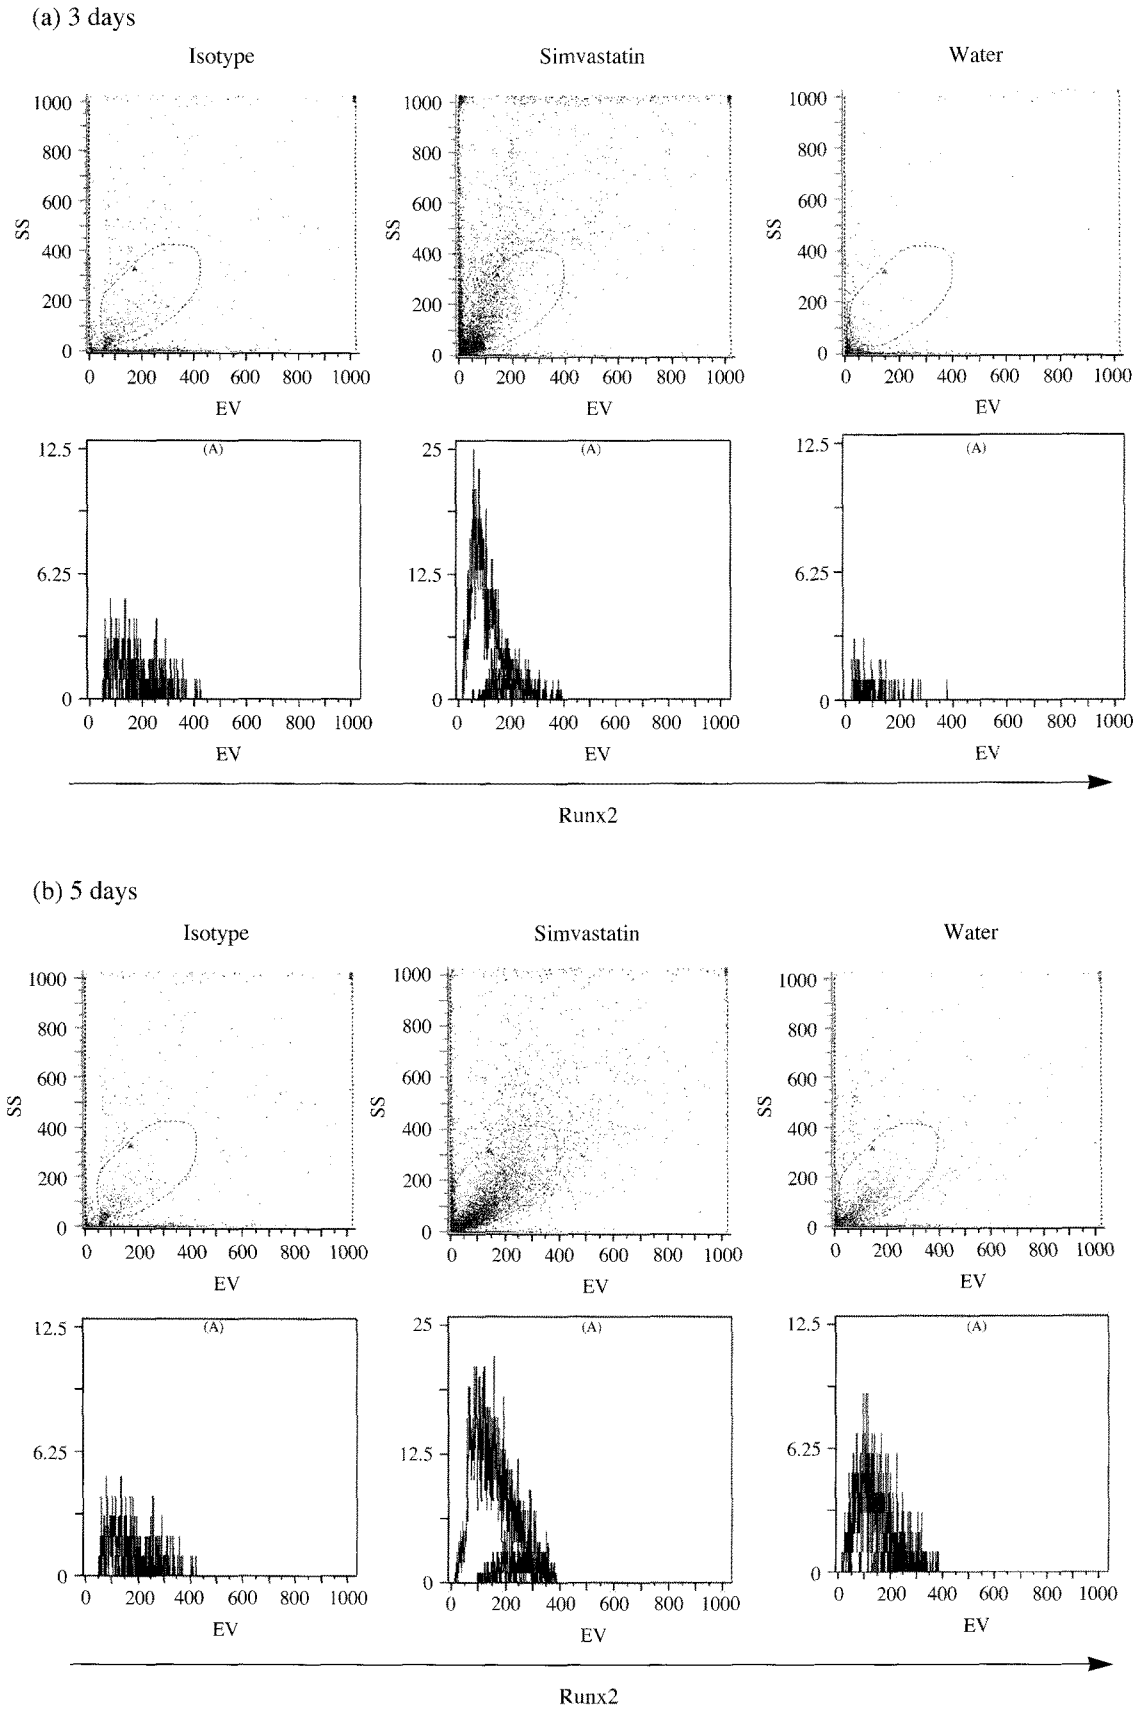 (a) 3 days
Isotype Simvastatin Water
1000 1000 1000
800 800 800
600 600 600
SS SS SS
400 400 400
200 200 200
0 0 0
0 200 400 600 800 1000 0 200 400 600 800 1000 0 200 400 600 800 1000
EV EV EV
12.5 (A) 25 (A) 12.5 (A)
6.25 12.5 6.25
0 0 0
0 200 400 600 800 1000 0 200 400 600 800 1000 0 200 400 600 800 1000
EV EV EV
Runx2
(b) 5 days
Isotype Simvastatin Water
1000 1000 1000
800 800 800
600 600 600
SS SS SS
400 400 400
200 200 200
0 0 0
0 200 400 600 800 1000 0 200 400 600 800 1000 0 200 400 600 800 1000
EV EV EV
12.5 (A) 25 (A) 12.5 (A)
6.25 12.5 6.25
0 0 0
0 200 400 600 800 1000 0 200 400 600 800 1000 0 200 400 600 800 1000
EV EV EV
Runx2